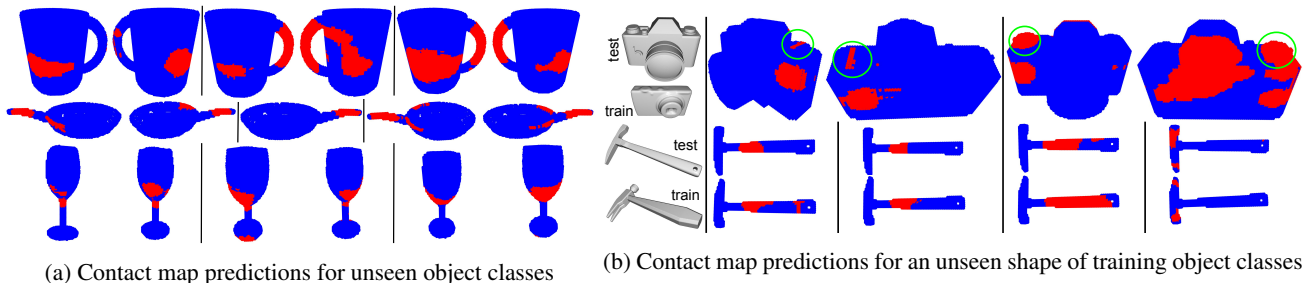 test
train
test
train
(a) Contact map predictions for unseen object classes
(b) Contact map predictions for an unseen shape of training object classes